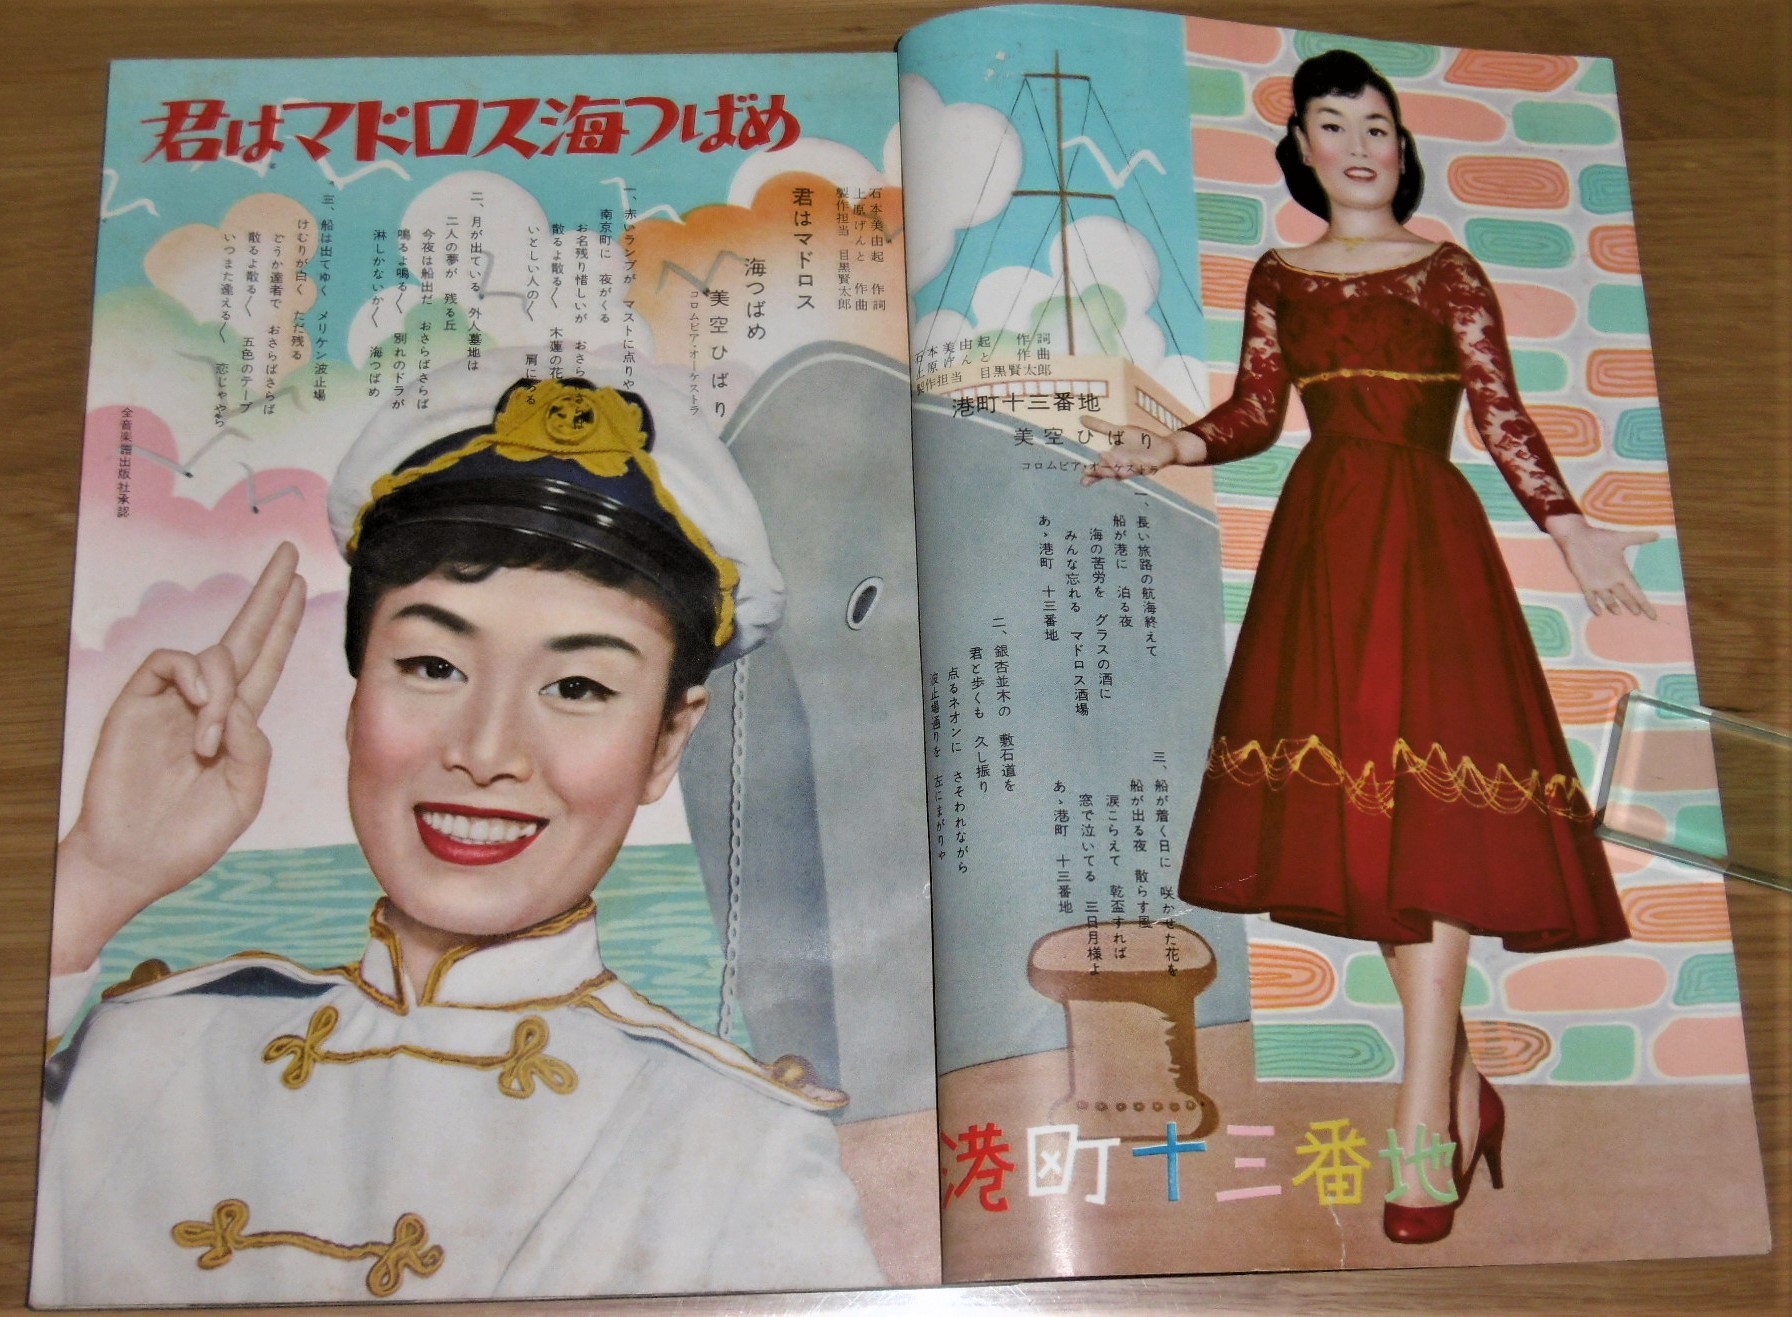 君はマドロス海つばめ
石本美由起 作詞
上原げんと 作曲
製作担当 目黒賢太郎
君はマドロス
海つばめ
美空ひばり
コロムビア・オーケストラ
一、赤いランプが マストに点りや
南京町に 夜がくる
お名残り惜しいが おさら
散るよ散る〳〵 木蓮の花
いとしい人の〳〵 肩に
二、月が出ている 外人墓地は
二人の夢が 残る丘
今夜は船出だ おさらばさらば
鳴るよ鳴る〳〵 別れのドラが
淋しかないか〳〵 海つばめ
三、船は出てゆく メリケン波止場
けむりが白く ただ残る
どうか達者で おさらばさらば
散るよ散る〳〵 五色のテープ
いつまた逢える〳〵 恋じゃやら
全音楽譜出版社承認
石本美由起 作詞
上原げんと 作曲
製作担当 目黒賢太郎
港町十三番地
美空ひばり
コロムビア・オーケストラ
一、長い旅路の航海終えて
船が港に 泊る夜
海の苦労を グラスの酒に
みんな忘れる マドロス酒場
あゝ港町 十三番地
二、銀杏並木の 敷石道を
君と歩くも 久し振り
点るネオンに さそわれながら
波止場通りを 左にまがりゃ
三、船が着く日に 咲かせた花を
船が出る夜 散らす風
涙こらえて 乾盃すれば
窓で泣いてる 三日月様よ
あゝ港町 十三番地
港町十三番地